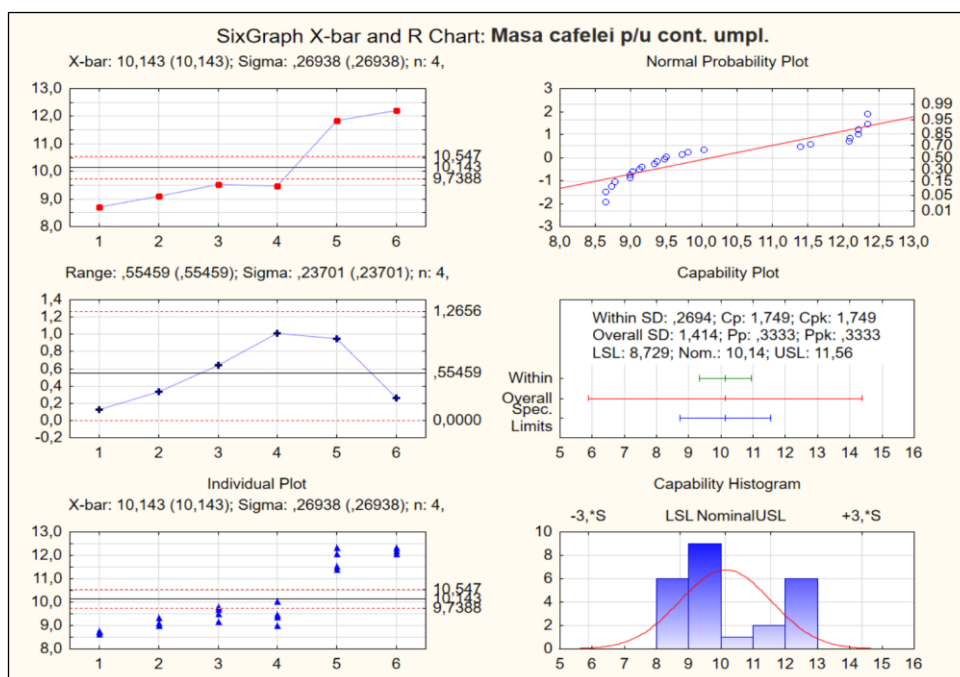 SixGraph X-bar and R Chart: Masa cafelei p/u cont. umpl.
X-bar: 10,143 (10,143); Sigma: ,26938 (,26938); n: 4,
13,0
12,0
11,0
10,0
9,0
8,0
10,547
10,143
9,7388
1 2 3 4 5 6
Normal Probability Plot
3
2
1
0
-1
-2
-3
0.99
0.95
0.85
0.70
0.50
0.30
0.15
0.05
0.01
8,0 8,5 9,0 9,5 10,0 10,5 11,0 11,5 12,0 12,5 13,0
Range: ,55459 (,55459); Sigma: ,23701 (,23701); n: 4,
1,4
1,2
1,0
0,8
0,6
0,4
0,2
0,0
-0,2
1,2656
,55459
0,0000
1 2 3 4 5 6
Capability Plot
Within SD: ,2694; Cp: 1,749; Cpk: 1,749
Overall SD: 1,414; Pp: ,3333; Ppk: ,3333
LSL: 8,729; Nom.: 10,14; USL: 11,56
Within
Overall
Spec.
Limits
4 5 6 7 8 9 10 11 12 13 14 15 16
Individual Plot
X-bar: 10,143 (10,143); Sigma: ,26938 (,26938); n: 4,
13,0
12,0
11,0
10,0
9,0
8,0
10,547
10,143
9,7388
1 2 3 4 5 6
Capability Histogram
-3,*S LSL Nominal USL +3,*S
10
8
6
4
2
0
5 6 7 8 9 10 11 12 13 14 15 16